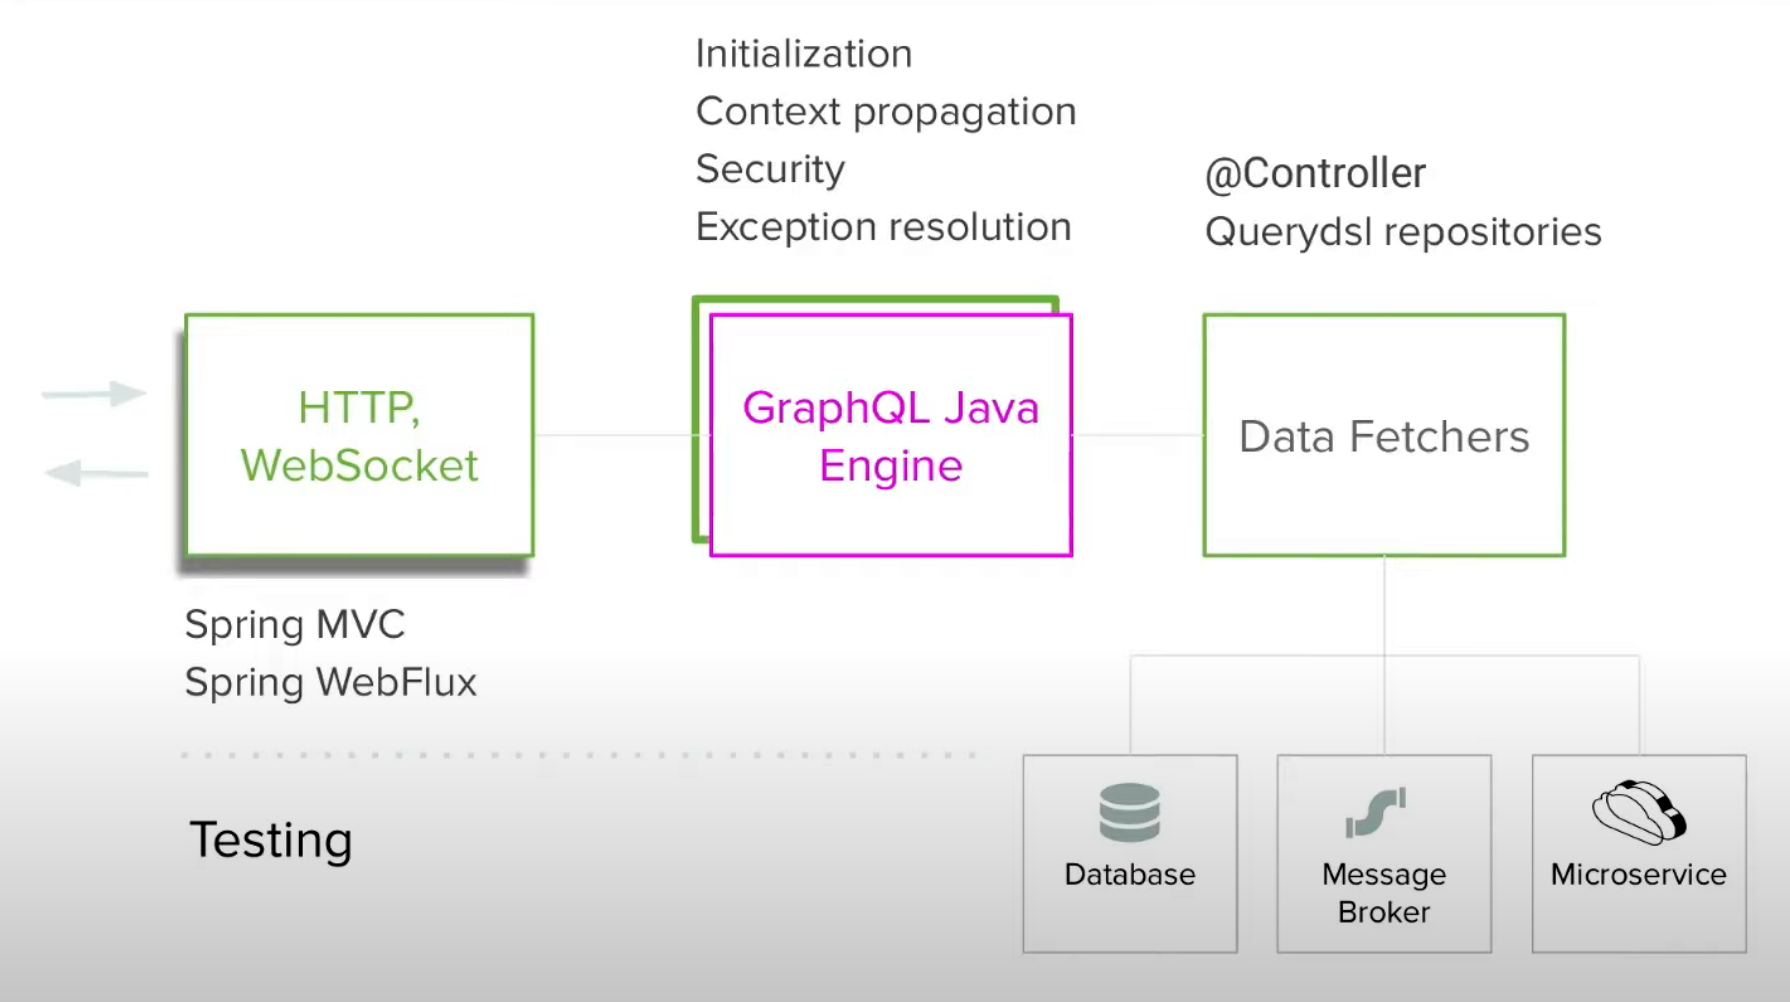 Initialization
Context propagation
Security
Exception resolution
@Controller
Querydsl repositories
HTTP,
WebSocket
GraphQL Java
Engine
Data Fetchers
Spring MVC
Spring WebFlux
Testing
Database
Message
Broker
Microservice